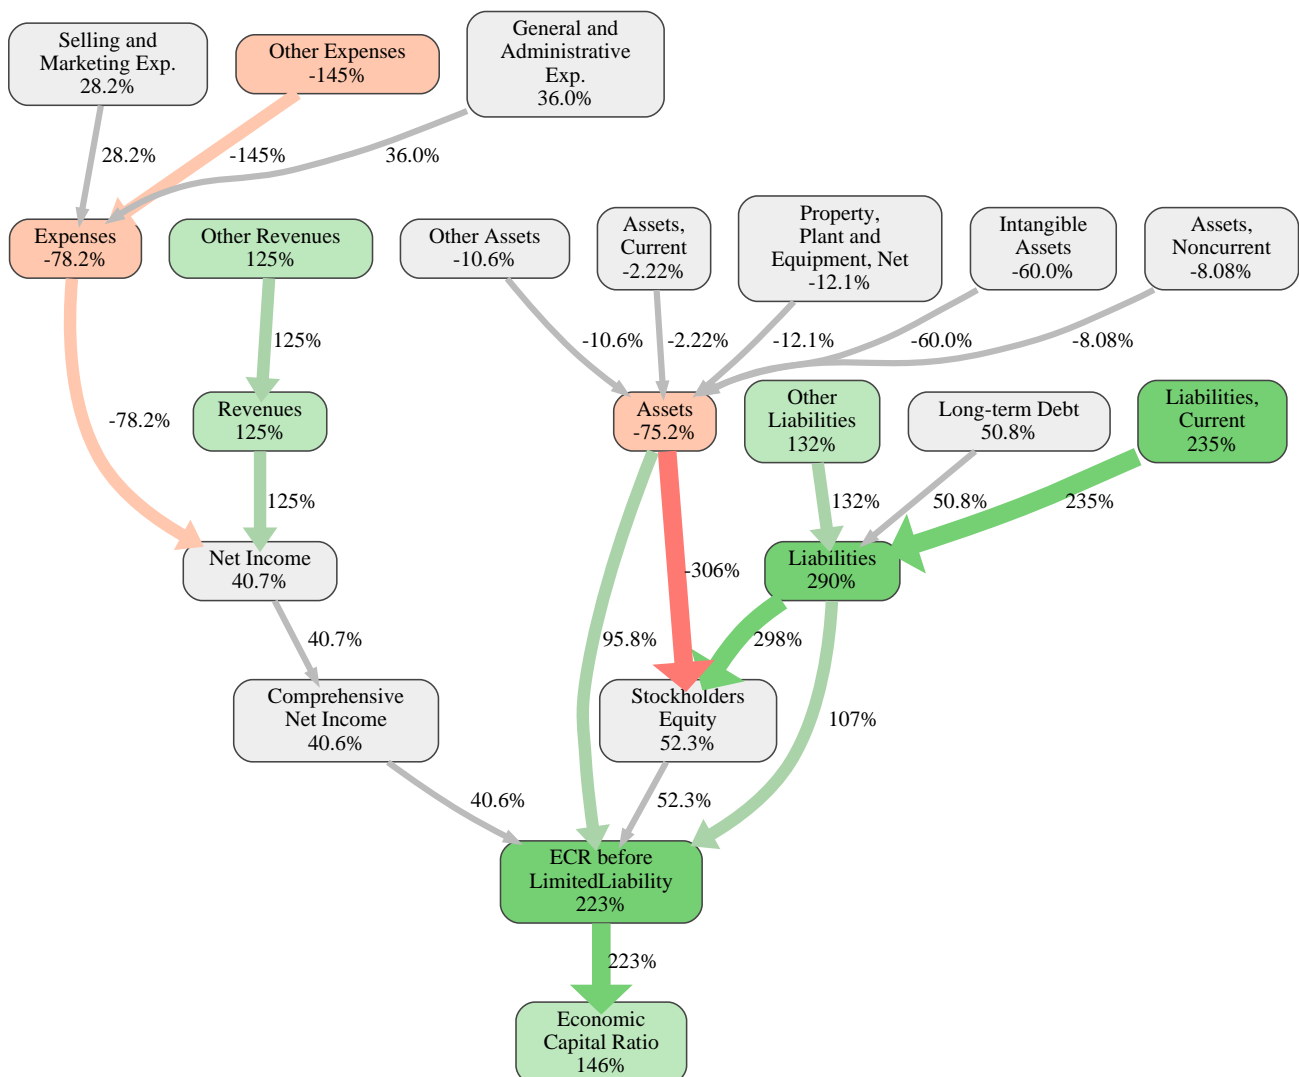 Selling and
Marketing Exp.
28.2%
Other Expenses
-145%
General and
Administrative
Exp.
36.0%
28.2%
-145%
36.0%
Expenses
-78.2%
Other Revenues
125%
Other Assets
-10.6%
Assets,
Current
-2.22%
Property,
Plant and
Equipment, Net
-12.1%
Intangible
Assets
-60.0%
Assets,
Noncurrent
-8.08%
125%
-10.6%
-2.22%
-12.1%
-60.0%
-8.08%
-78.2%
Revenues
125%
Assets
-75.2%
Other
Liabilities
132%
Long-term Debt
50.8%
Liabilities,
Current
235%
125%
132%
50.8%
235%
Net Income
40.7%
-306%
Liabilities
290%
40.7%
95.8%
298%
Comprehensive
Net Income
40.6%
Stockholders
Equity
52.3%
107%
40.6%
52.3%
ECR before
LimitedLiability
223%
223%
Economic
Capital Ratio
146%